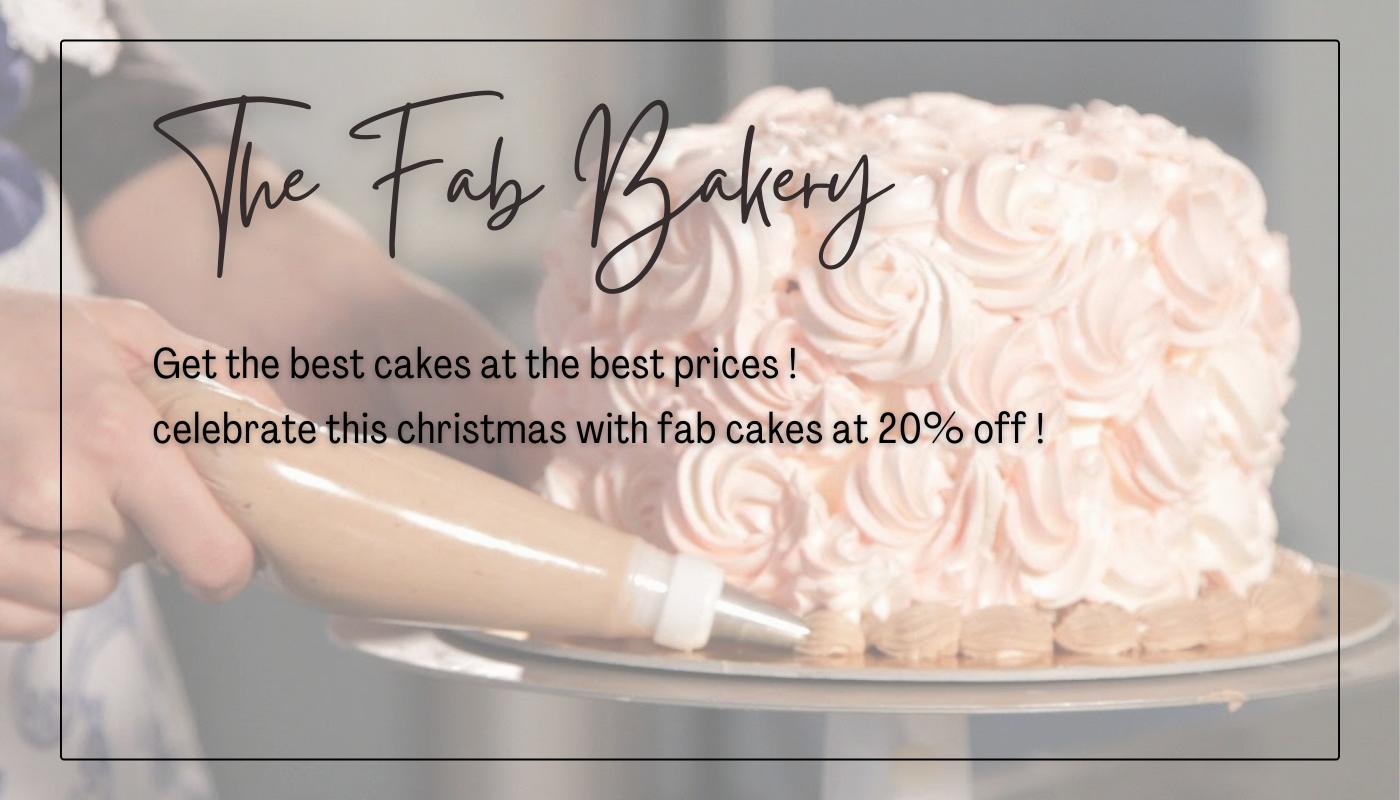 The Fab Bakery
Get the best cakes at the best prices !
celebrate this christmas with fab cakes at 20% off !